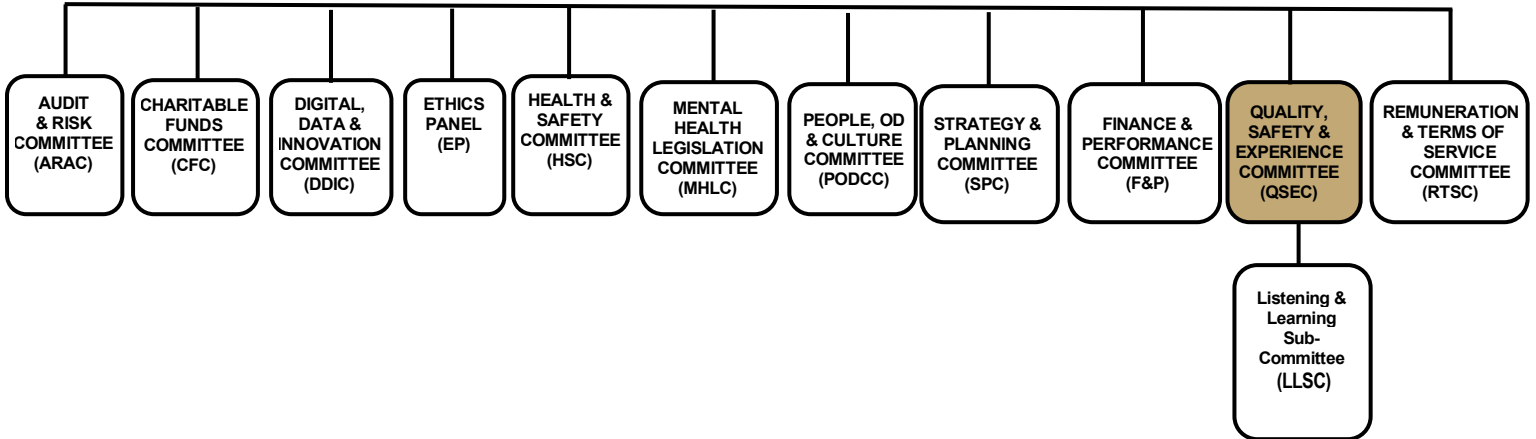 AUDIT
& RISK
COMMITTEE
(ARAC)
CHARITABLE
FUNDS
COMMITTEE
(CFC)
DIGITAL,
DATA &
INNOVATION
COMMITTEE
(DDIC)
ETHICS
PANEL
(EP)
HEALTH &
SAFETY
COMMITTEE
(HSC)
MENTAL
HEALTH
LEGISLATION
COMMITTEE
(MHLC)
PEOPLE, OD
& CULTURE
COMMITTEE
(PODCC)
STRATEGY &
PLANNING
COMMITTEE
(SPC)
FINANCE &
PERFORMANCE
COMMITTEE
(F&P)
QUALITY,
SAFETY &
EXPERIENCE
COMMITTEE
(QSEC)
REMUNERATION
& TERMS OF
SERVICE
COMMITTEE
(RTSC)
Listening &
Learning
Sub-
Committee
(LLSC)